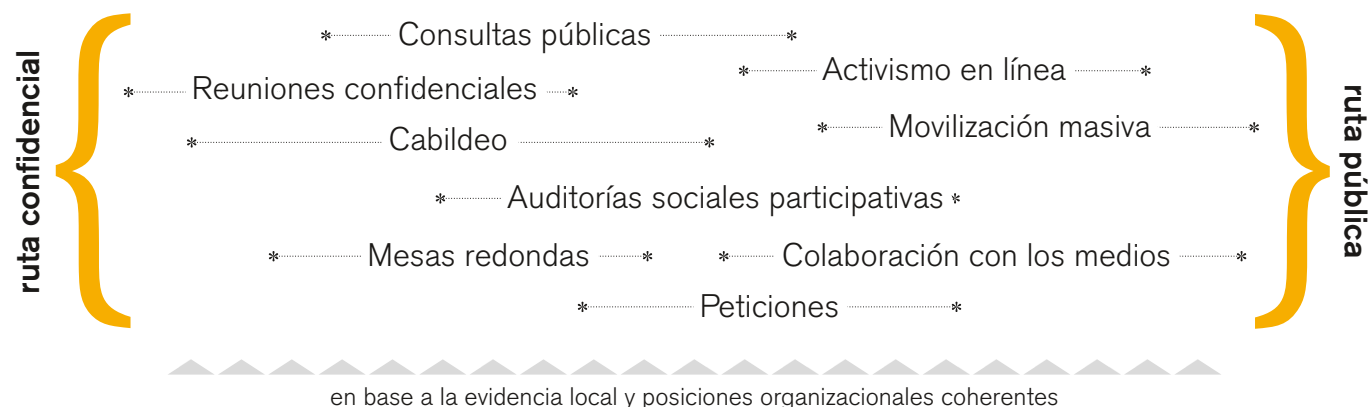 ruta confidencial
Consultas públicas
Activismo en línea
Reuniones confidenciales
Movilización masiva
Cabildeo
Auditorías sociales participativas
Mesas redondas
Colaboración con los medios
Peticiones
ruta pública
en base a la evidencia local y posiciones organizacionales coherentes